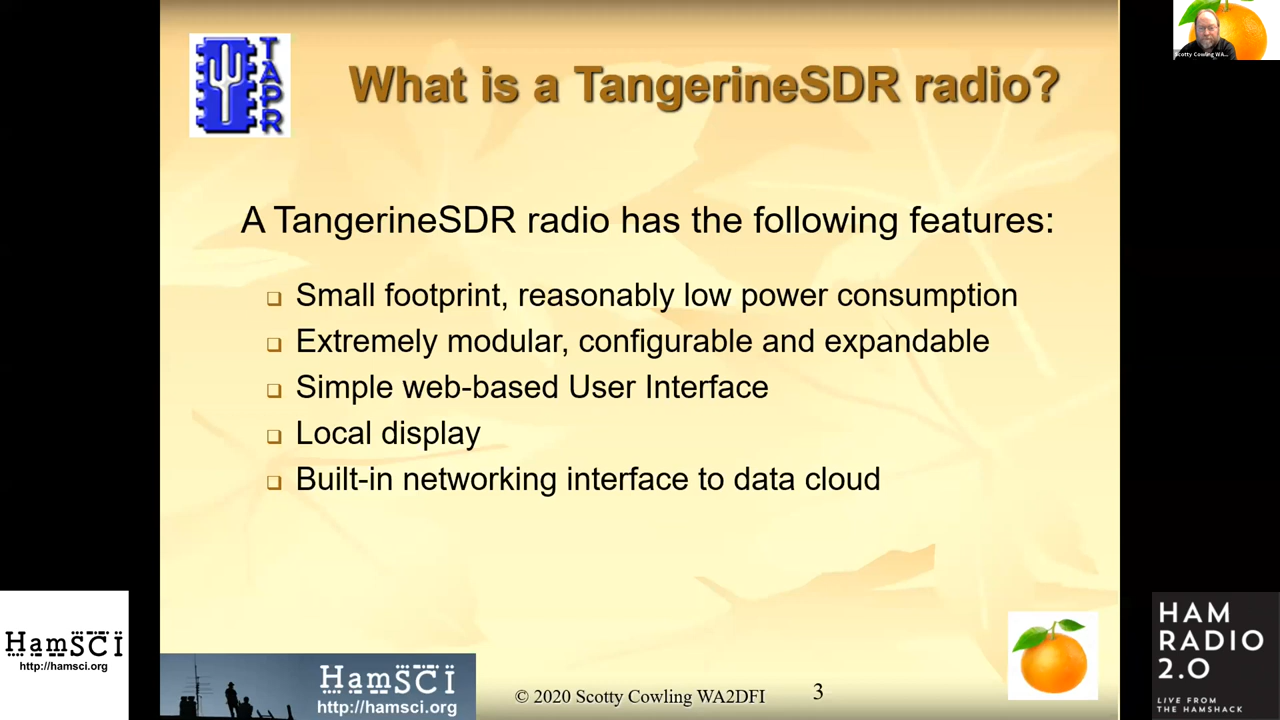 TAPR
What is a TangerineSDR radio?
Scotty Cowling WA...
A TangerineSDR radio has the following features:
Small footprint, reasonably low power consumption
Extremely modular, configurable and expandable
Simple web-based User Interface
Local display
Built-in networking interface to data cloud
HamSCI
http://hamsci.org
HamSCI
http://hamsci.org
© 2020 Scotty Cowling WA2DFI
3
HAM
RADIO
2.0
LIVE FROM
THE HAMSHACK